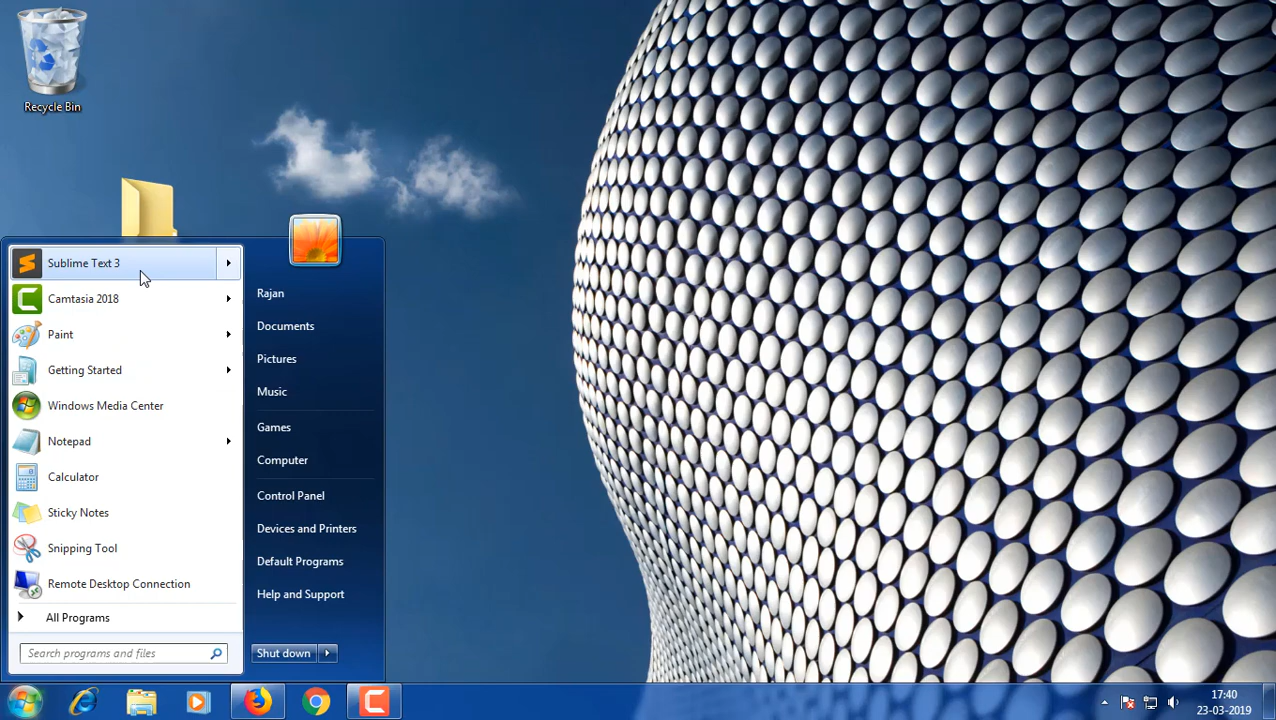 Recycle Bin
Sublime Text 3
Camtasia 2018
Paint
Getting Started
Windows Media Center
Notepad
Calculator
Sticky Notes
Snipping Tool
Remote Desktop Connection
All Programs
Search programs and files
Rajan
Documents
Pictures
Music
Games
Computer
Control Panel
Devices and Printers
Default Programs
Help and Support
Shut down
17:40
23-03-2019